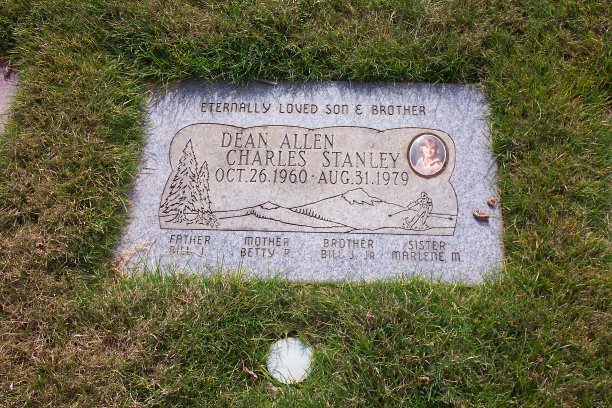 ETERNALLY LOVED SON & BROTHER
DEAN ALLEN
CHARLES STANLEY
OCT.26.1960 · AUG.31.1979
FATHER MOTHER BROTHER SISTER
BILL J. BETTY R. BILL J. JR. MARLENE M.